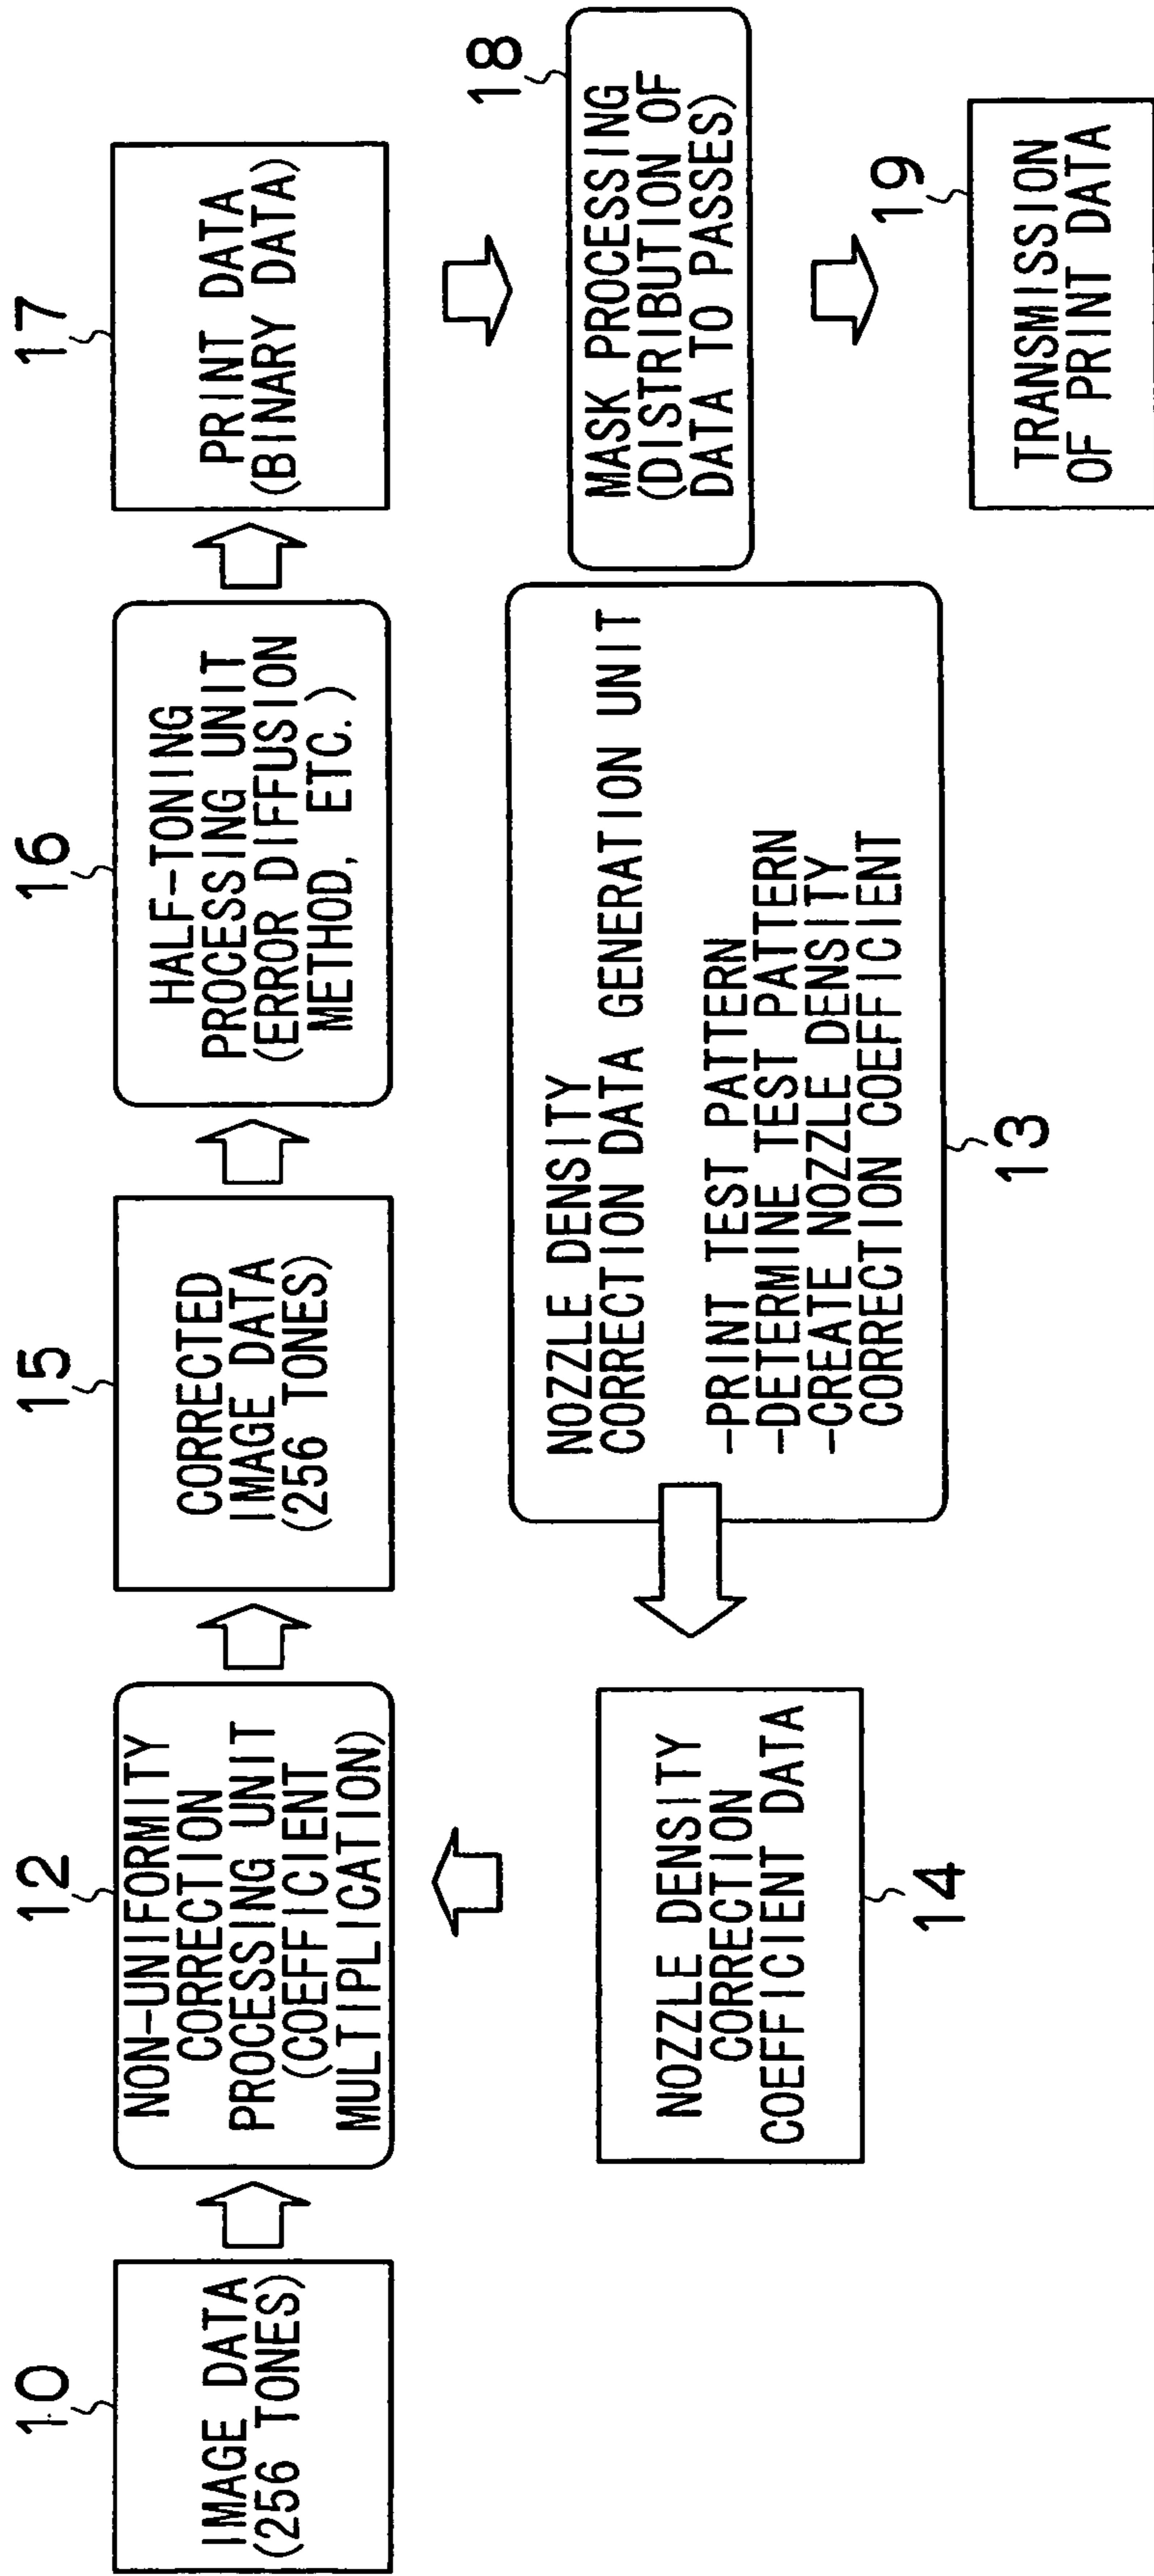 10
IMAGE DATA
(256 TONES)
12
NON-UNIFORMITY
CORRECTION
PROCESSING UNIT
(COEFFICIENT
MULTIPLICATION)
15
CORRECTED
IMAGE DATA
(256 TONES)
16
HALF-TONING
PROCESSING UNIT
(ERROR DIFFUSION
METHOD, ETC.)
17
PRINT DATA
(BINARY DATA)
NOZZLE DENSITY
CORRECTION
COEFFICIENT DATA
14
NOZZLE DENSITY
CORRECTION DATA GENERATION UNIT
-PRINT TEST PATTERN
-DETERMINE TEST PATTERN
-CREATE NOZZLE DENSITY
CORRECTION COEFFICIENT
13
18
MASK PROCESSING
(DISTRIBUTION OF
DATA TO PASSES)
19
TRANSMISSION
OF PRINT DATA